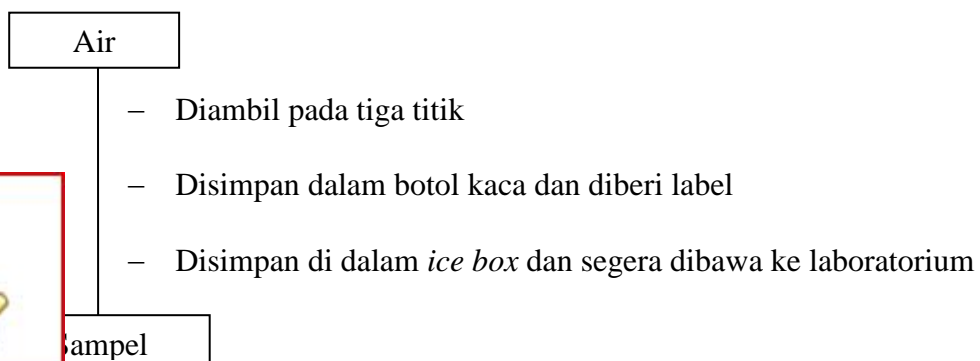 Air
– Diambil pada tiga titik
– Disimpan dalam botol kaca dan diberi label
– Disimpan di dalam ice box dan segera dibawa ke laboratorium
Sampel